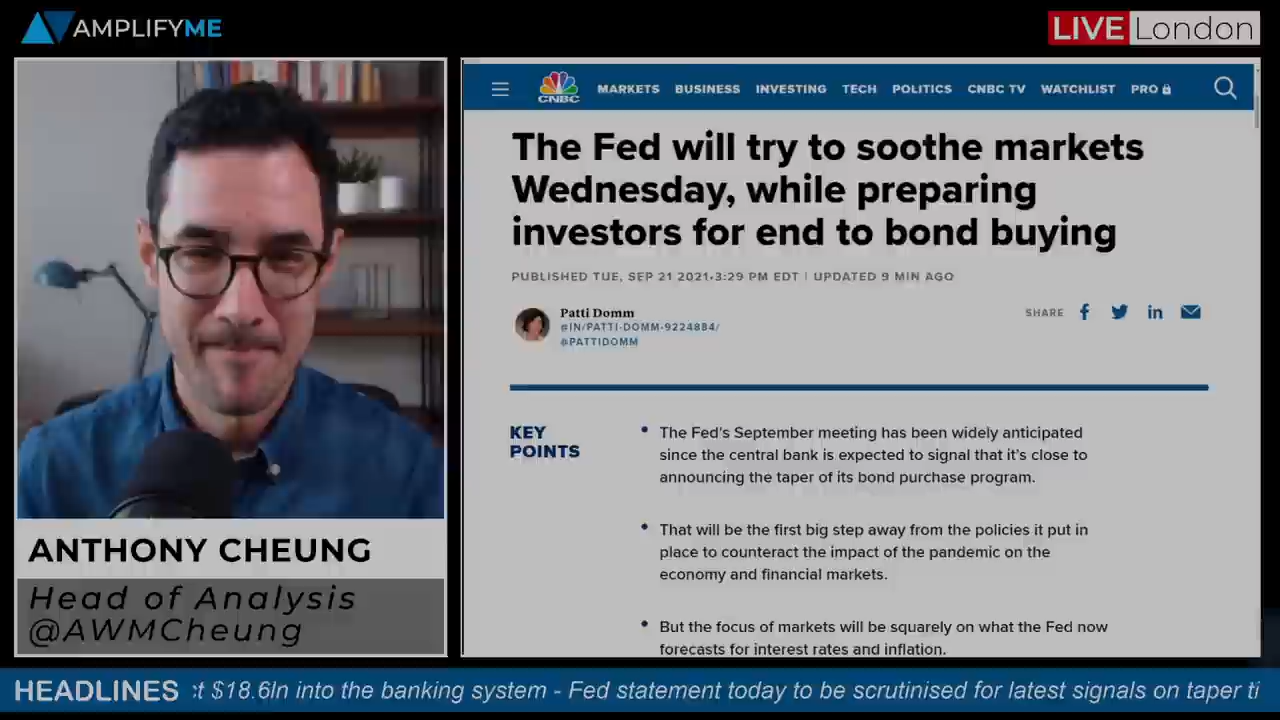 AMPLIFYME
LIVE London
CNBC
MARKETS BUSINESS INVESTING TECH POLITICS CNBC TV WATCHLIST PRO
The Fed will try to soothe markets
Wednesday, while preparing
investors for end to bond buying
PUBLISHED TUE, SEP 21 2021•3:29 PM EDT | UPDATED 9 MIN AGO
Patti Domm
@IN/PATTI-DOMM-9224884/
@PATTIDOMM
SHARE
KEY
POINTS
• The Fed's September meeting has been widely anticipated
since the central bank is expected to signal that it's close to
announcing the taper of its bond purchase program.
• That will be the first big step away from the policies it put in
place to counteract the impact of the pandemic on the
economy and financial markets.
• But the focus of markets will be squarely on what the Fed now
forecasts for interest rates and inflation.
ANTHONY CHEUNG
Head of Analysis
@AWMCheung
HEADLINES $18.6ln into the banking system - Fed statement today to be scrutinised for latest signals on taper